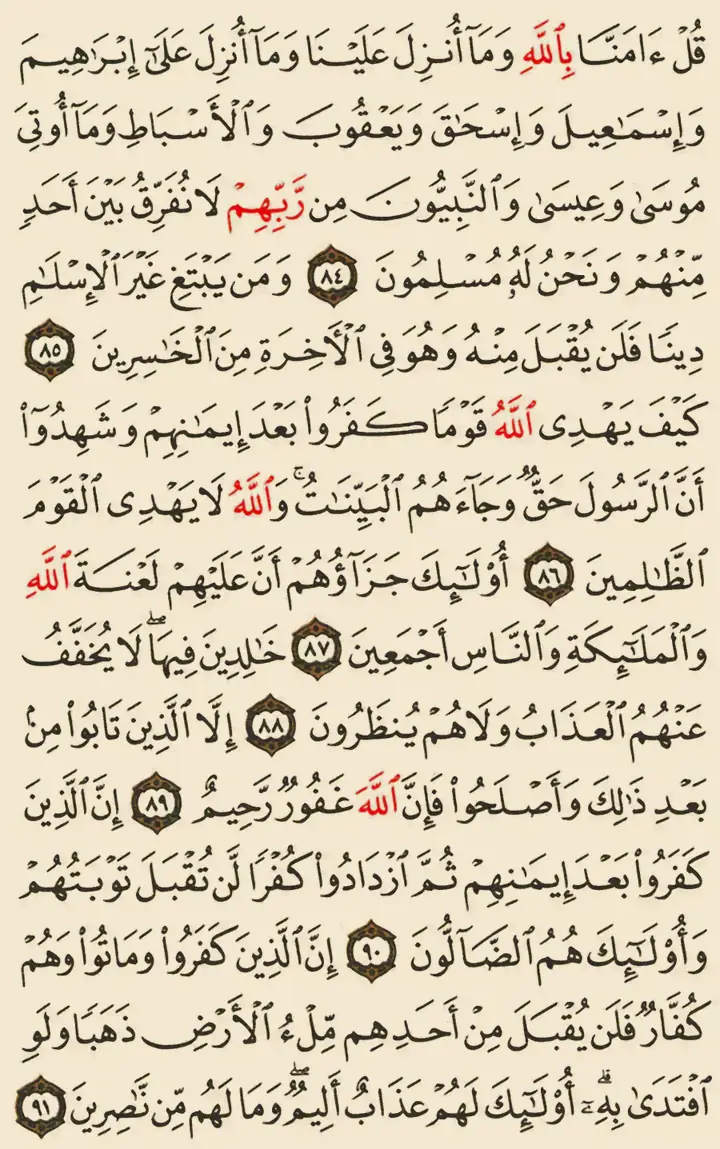 قُلۡ ءَامَنَّا بِٱللَّهِ وَمَآ أُنزِلَ عَلَيۡنَا وَمَآ أُنزِلَ عَلَىٰٓ إِبۡرَٰهِيمَ
وَإِسۡمَٰعِيلَ وَإِسۡحَٰقَ وَيَعۡقُوبَ وَٱلۡأَسۡبَاطِ وَمَآ أُوتِيَ
مُوسَىٰ وَعِيسَىٰ وَٱلنَّبِيُّونَ مِن رَّبِّهِمۡ لَا نُفَرِّقُ بَيۡنَ أَحَدٖ
مِّنۡهُمۡ وَنَحۡنُ لَهُۥ مُسۡلِمُونَ ٨٤ وَمَن يَبۡتَغِ غَيۡرَ ٱلۡإِسۡلَٰمِ
دِينٗا فَلَن يُقۡبَلَ مِنۡهُ وَهُوَ فِي ٱلۡأٓخِرَةِ مِنَ ٱلۡخَٰسِرِينَ ٨٥
كَيۡفَ يَهۡدِي ٱللَّهُ قَوۡمٗا كَفَرُواْ بَعۡدَ إِيمَٰنِهِمۡ وَشَهِدُوٓاْ
أَنَّ ٱلرَّسُولَ حَقّٞ وَجَآءَهُمُ ٱلۡبَيِّنَٰتُۚ وَٱللَّهُ لَا يَهۡدِي ٱلۡقَوۡمَ
ٱلظَّٰلِمِينَ ٨٦ أُوْلَٰٓئِكَ جَزَآؤُهُمۡ أَنَّ عَلَيۡهِمۡ لَعۡنَةَ ٱللَّهِ
وَٱلۡمَلَٰٓئِكَةِ وَٱلنَّاسِ أَجۡمَعِينَ ٨٧ خَٰلِدِينَ فِيهَا لَا يُخَفَّفُ
عَنۡهُمُ ٱلۡعَذَابُ وَلَا هُمۡ يُنظَرُونَ ٨٨ إِلَّا ٱلَّذِينَ تَابُواْ مِنۢ
بَعۡدِ ذَٰلِكَ وَأَصۡلَحُواْ فَإِنَّ ٱللَّهَ غَفُورٞ رَّحِيمٌ ٨٩ إِنَّ ٱلَّذِينَ
كَفَرُواْ بَعۡدَ إِيمَٰنِهِمۡ ثُمَّ ٱزۡدَادُواْ كُفۡرٗا لَّن تُقۡبَلَ تَوۡبَتُهُمۡ
وَأُوْلَٰٓئِكَ هُمُ ٱلضَّآلُّونَ ٩٠ إِنَّ ٱلَّذِينَ كَفَرُواْ وَمَاتُواْ وَهُمۡ
كُفَّارٞ فَلَن يُقۡبَلَ مِنۡ أَحَدِهِم مِّلۡءُ ٱلۡأَرۡضِ ذَهَبٗا وَلَوِ
ٱفۡتَدَىٰ بِهِۦٓۗ أُوْلَٰٓئِكَ لَهُمۡ عَذَابٌ أَلِيمٞۖ وَمَا لَهُم مِّن نَّٰصِرِينَ ٩١